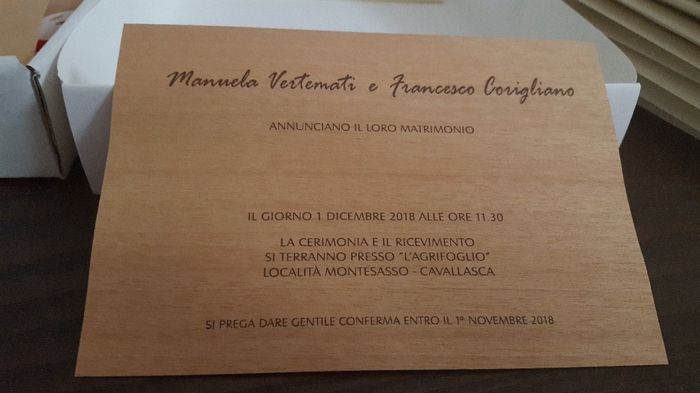 Manuela Vertemati e Francesco Corigliano
ANNUNCIANO IL LORO MATRIMONIO
IL GIORNO 1 DICEMBRE 2018 ALLE ORE 11.30
LA CERIMONIA E IL RICEVIMENTO
SI TERRANNO PRESSO "L'AGRIFOGLIO"
LOCALITÀ MONTESASSO - CAVALLASCA
SI PREGA DARE GENTILE CONFERMA ENTRO IL 1° NOVEMBRE 2018